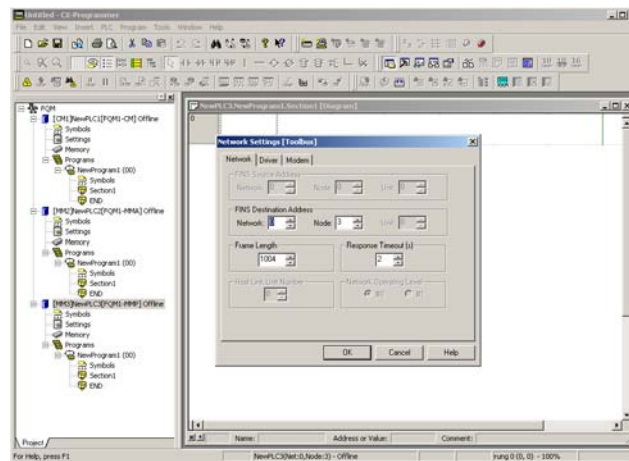 Untitled - CX-Programmer
File Edit View Insert PLC Program Tools Window Help
FQM
[CM1]NewPLC1[FQM1-CM] Offline
Symbols
Settings
Memory
Programs
NewProgram1 (00)
Symbols
Section1
END
[MM2]NewPLC2[FQM1-MMA] Offline
Symbols
Settings
Memory
Programs
NewProgram1 (00)
Symbols
Section1
END
[MM3]NewPLC3[FQM1-MMP] Offline
Symbols
Settings
Memory
Programs
NewProgram1 (00)
Symbols
Section1
END
Project
NewPLC3.NewProgram1.Section1 [Diagram]
0
Network Settings [Toolbus]
Network Driver Modem
FINS Source Address
Network: 0 Node: 0 Unit: 0
FINS Destination Address
Network: 0 Node: 3 Unit: 0
Frame Length
1004
Response Timeout (s)
2
Host Link Unit Number
0
Network Operating Level
OK Cancel Help
Name: Address or Value: Comment:
For Help, press F1
NewPLC3(Net:0,Node:3) - Offline
rung 0 (0, 0) - 100%